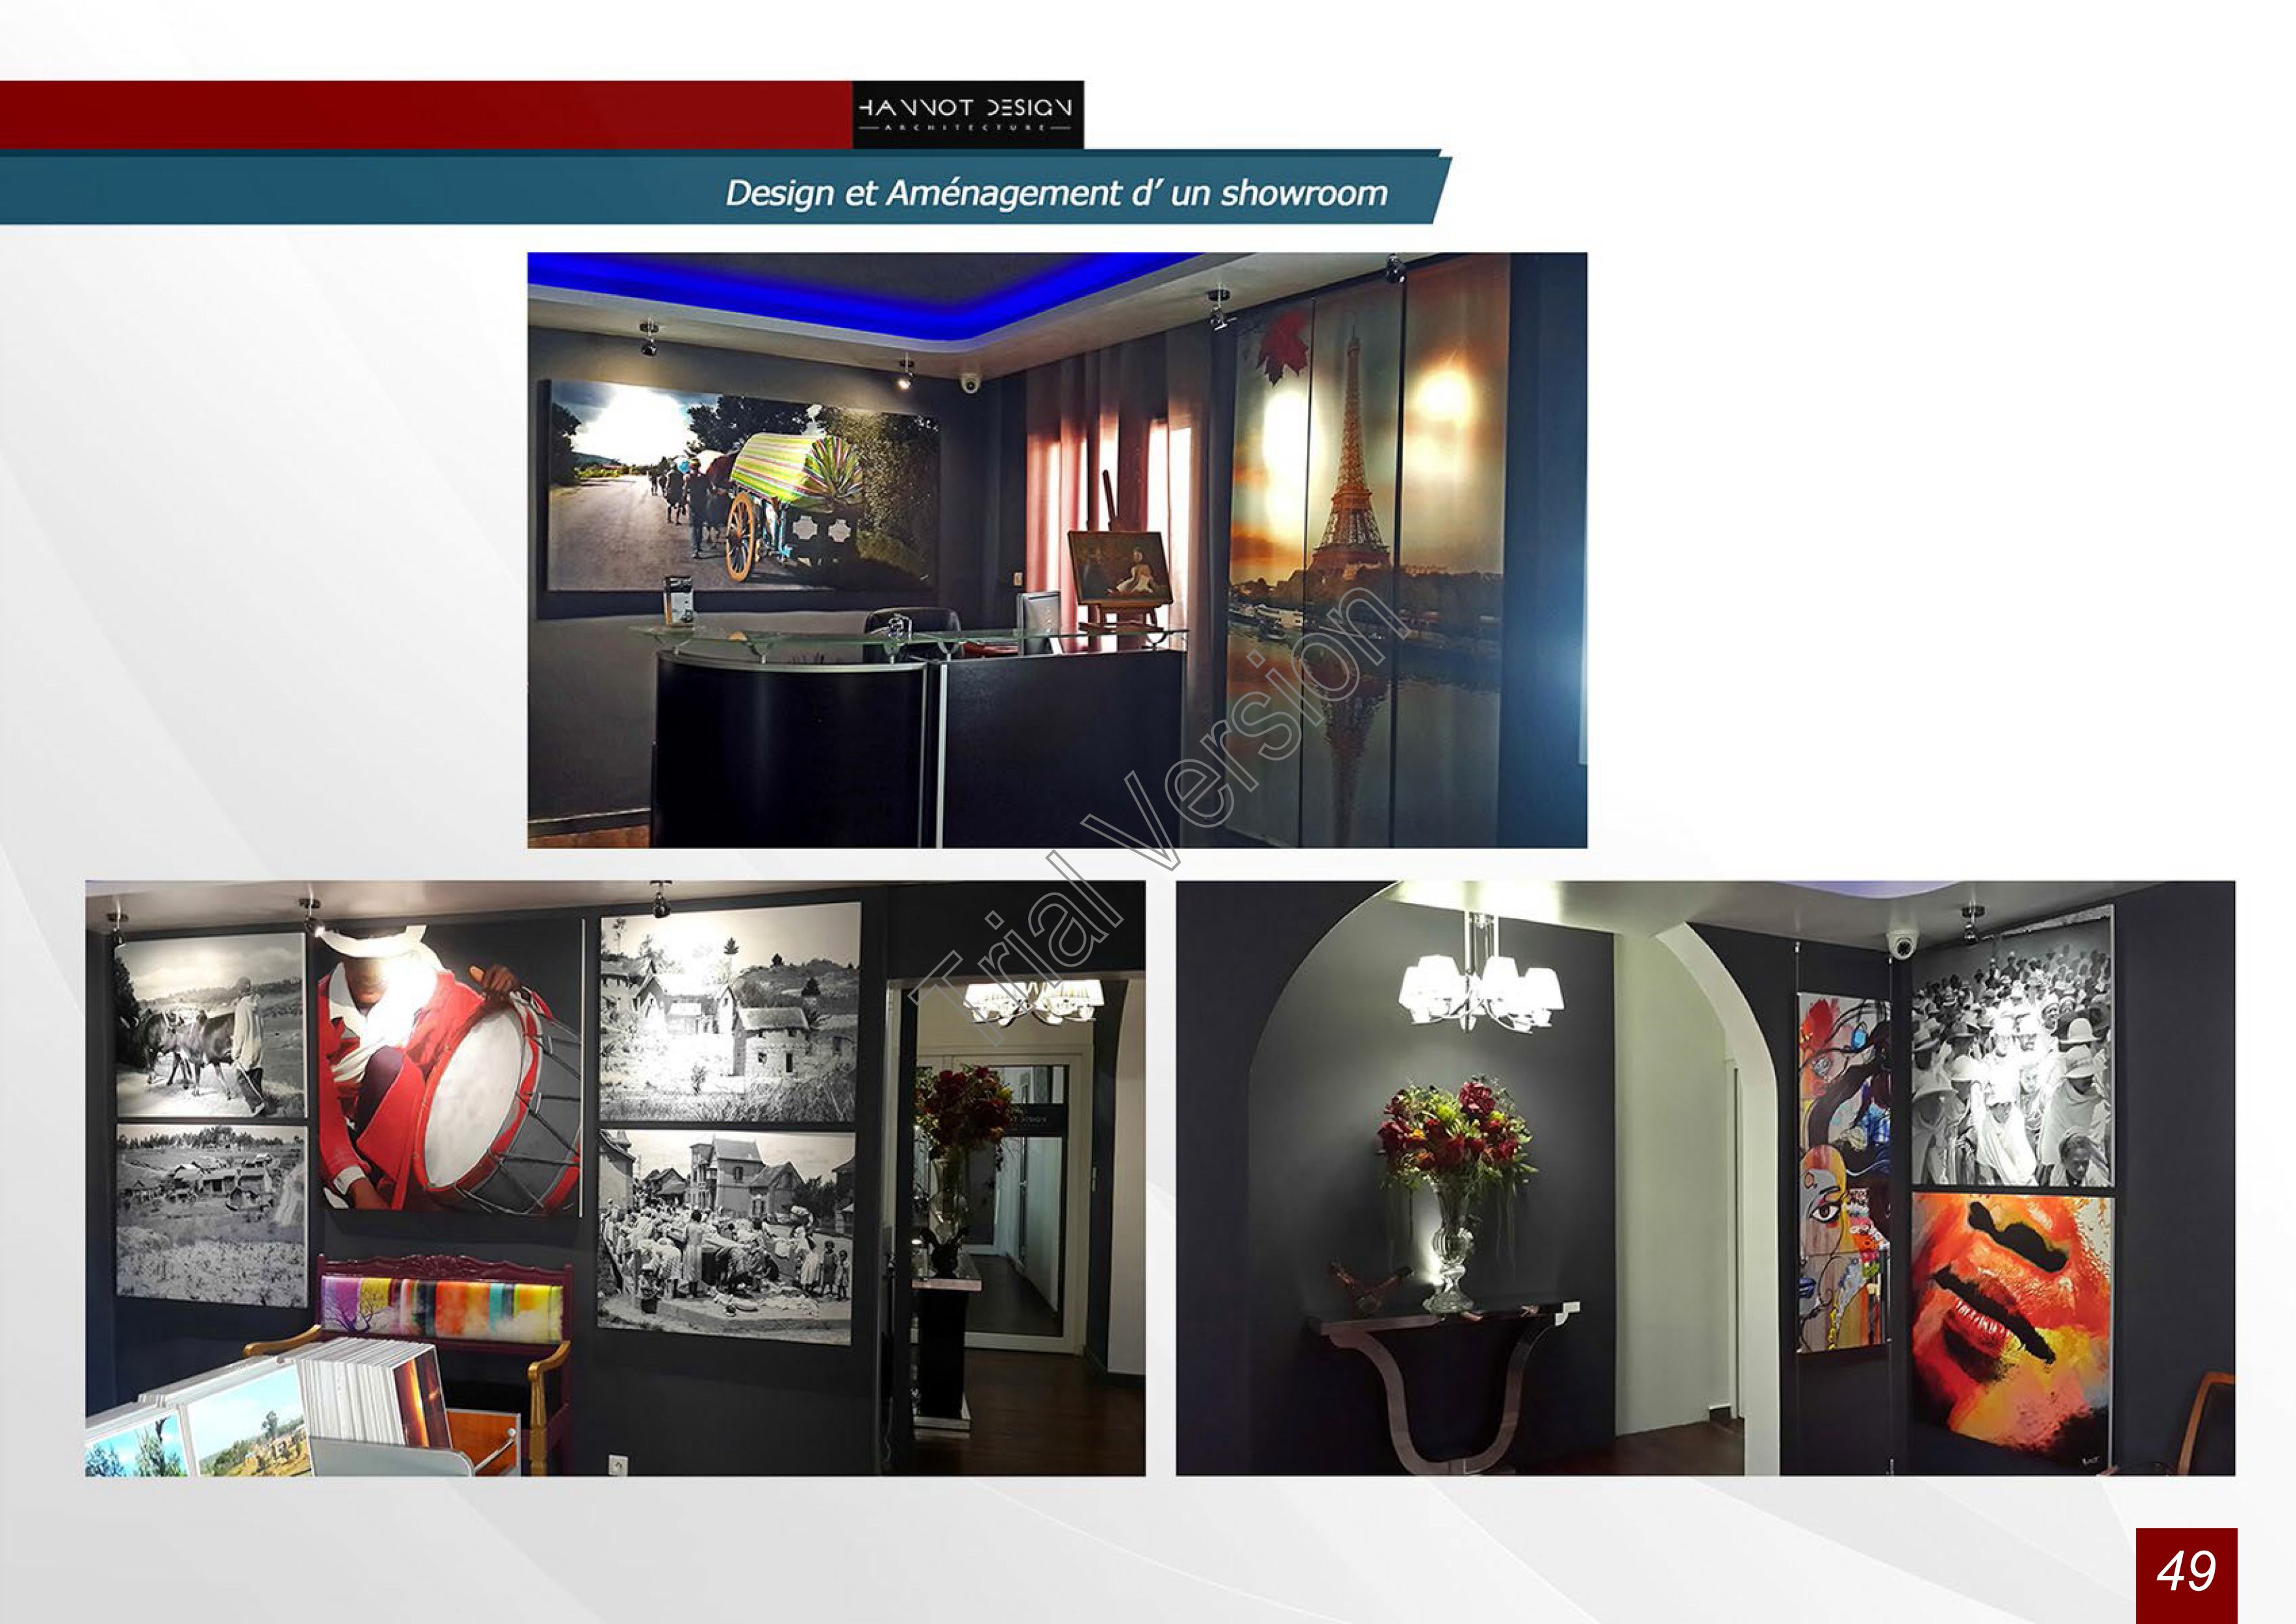 HANNOT DESIGN
ARCHITECTURE
Design et Aménagement d' un showroom
Trial Version
49